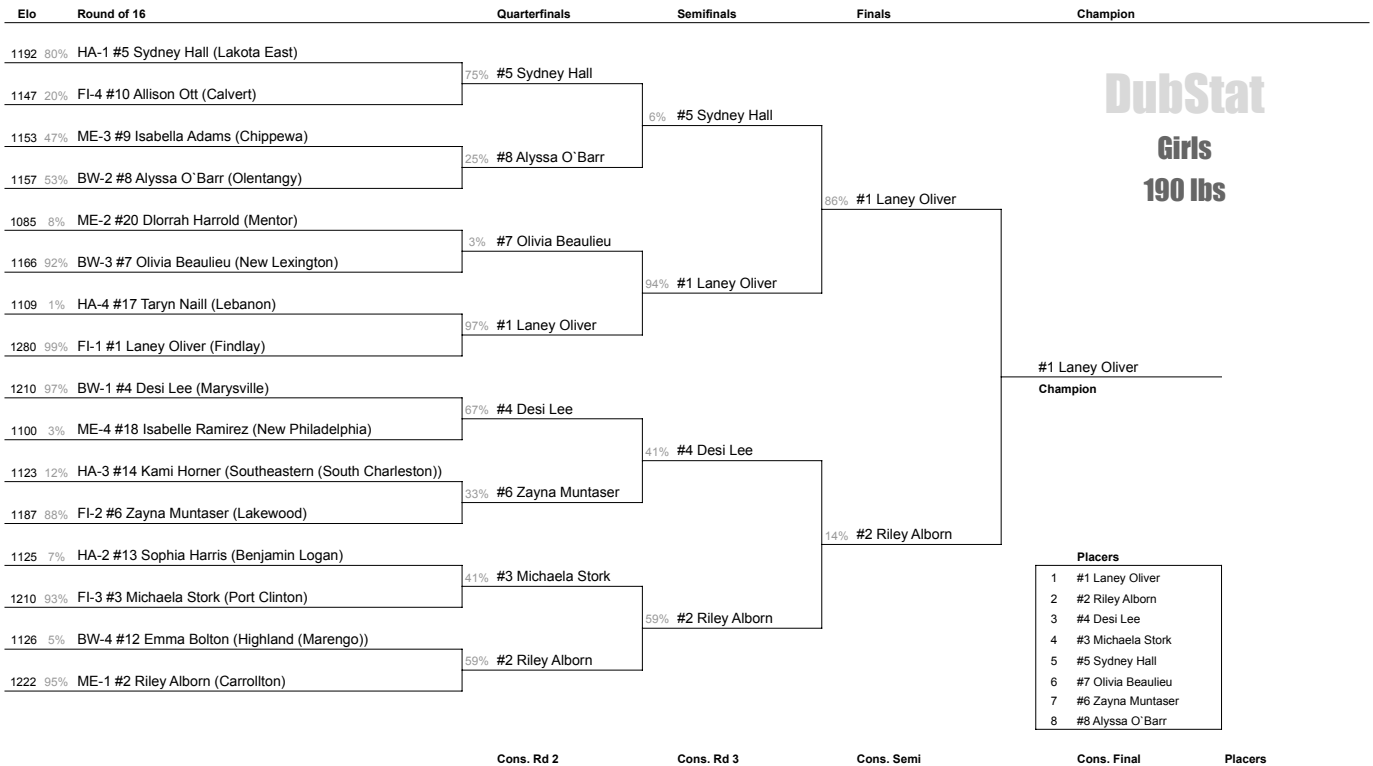 Elo Round of 16 Quarterfinals Semifinals Finals Champion
1192 80% HA-1 #5 Sydney Hall (Lakota East)
75% #5 Sydney Hall
1147 20% FI-4 #10 Allison Ott (Calvert)
6% #5 Sydney Hall
1153 47% ME-3 #9 Isabella Adams (Chippewa)
25% #8 Alyssa O`Barr
1157 53% BW-2 #8 Alyssa O`Barr (Olentangy)
86% #1 Laney Oliver
1085 8% ME-2 #20 Dlorrah Harrold (Mentor)
3% #7 Olivia Beaulieu
1166 92% BW-3 #7 Olivia Beaulieu (New Lexington)
94% #1 Laney Oliver
1109 1% HA-4 #17 Taryn Naill (Lebanon)
97% #1 Laney Oliver
1280 99% FI-1 #1 Laney Oliver (Findlay)
DubStat
Girls
190 lbs
#1 Laney Oliver
Champion
1210 97% BW-1 #4 Desi Lee (Marysville)
67% #4 Desi Lee
1100 3% ME-4 #18 Isabelle Ramirez (New Philadelphia)
41% #4 Desi Lee
1123 12% HA-3 #14 Kami Horner (Southeastern (South Charleston))
33% #6 Zayna Muntaser
1187 88% FI-2 #6 Zayna Muntaser (Lakewood)
14% #2 Riley Alborn
1125 7% HA-2 #13 Sophia Harris (Benjamin Logan)
41% #3 Michaela Stork
1210 93% FI-3 #3 Michaela Stork (Port Clinton)
59% #2 Riley Alborn
1126 5% BW-4 #12 Emma Bolton (Highland (Marengo))
59% #2 Riley Alborn
1222 95% ME-1 #2 Riley Alborn (Carrollton)
Placers
1 #1 Laney Oliver
2 #2 Riley Alborn
3 #4 Desi Lee
4 #3 Michaela Stork
5 #5 Sydney Hall
6 #7 Olivia Beaulieu
7 #6 Zayna Muntaser
8 #8 Alyssa O`Barr
Cons. Rd 2 Cons. Rd 3 Cons. Semi Cons. Final Placers